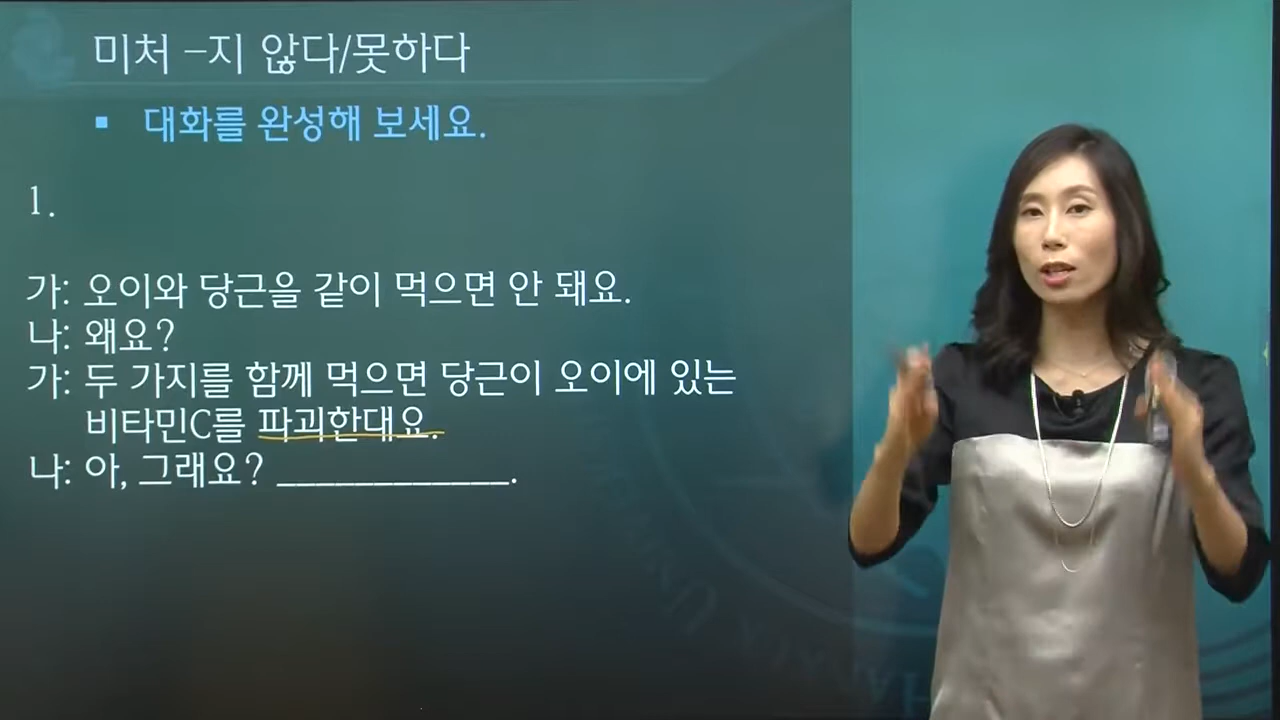 미처 –지 않다/못하다
▪ 대화를 완성해 보세요.
1.
가: 오이와 당근을 같이 먹으면 안 돼요.
나: 왜요?
가: 두 가지를 함께 먹으면 당근이 오이에 있는
비타민C를 파괴한대요.
나: 아, 그래요? ____________.